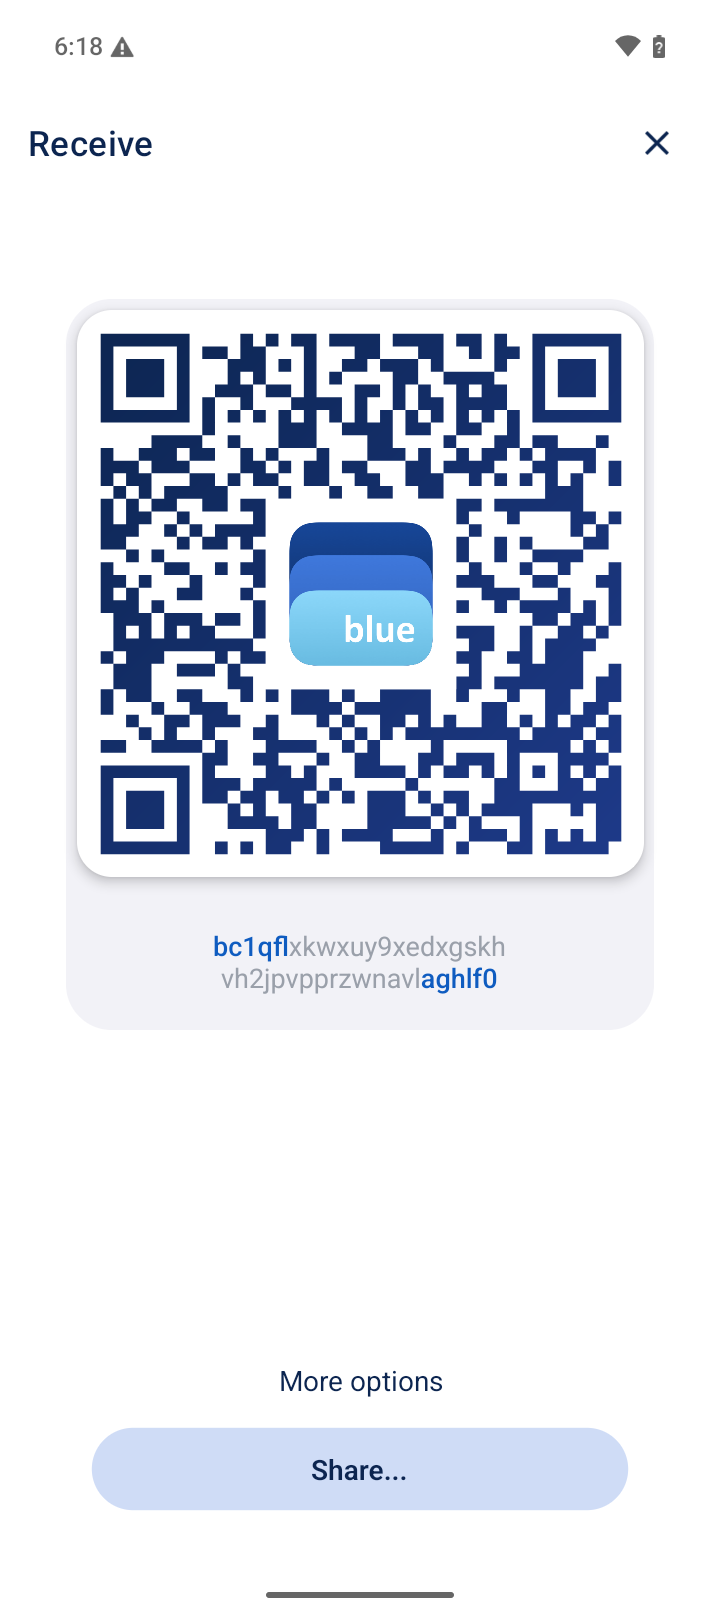 6:18
Receive
blue
bc1qflxkwxuy9xedxgskh
vh2jpvpprzwnavlaghlf0
More options
Share...